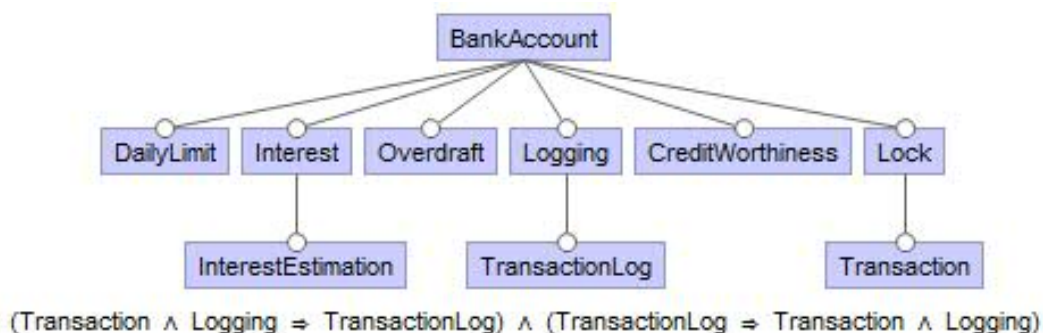 BankAccount
DailyLimit Interest Overdraft Logging CreditWorthiness Lock
InterestEstimation TransactionLog Transaction
(Transaction ∧ Logging ⇒ TransactionLog) ∧ (TransactionLog ⇒ Transaction ∧ Logging)